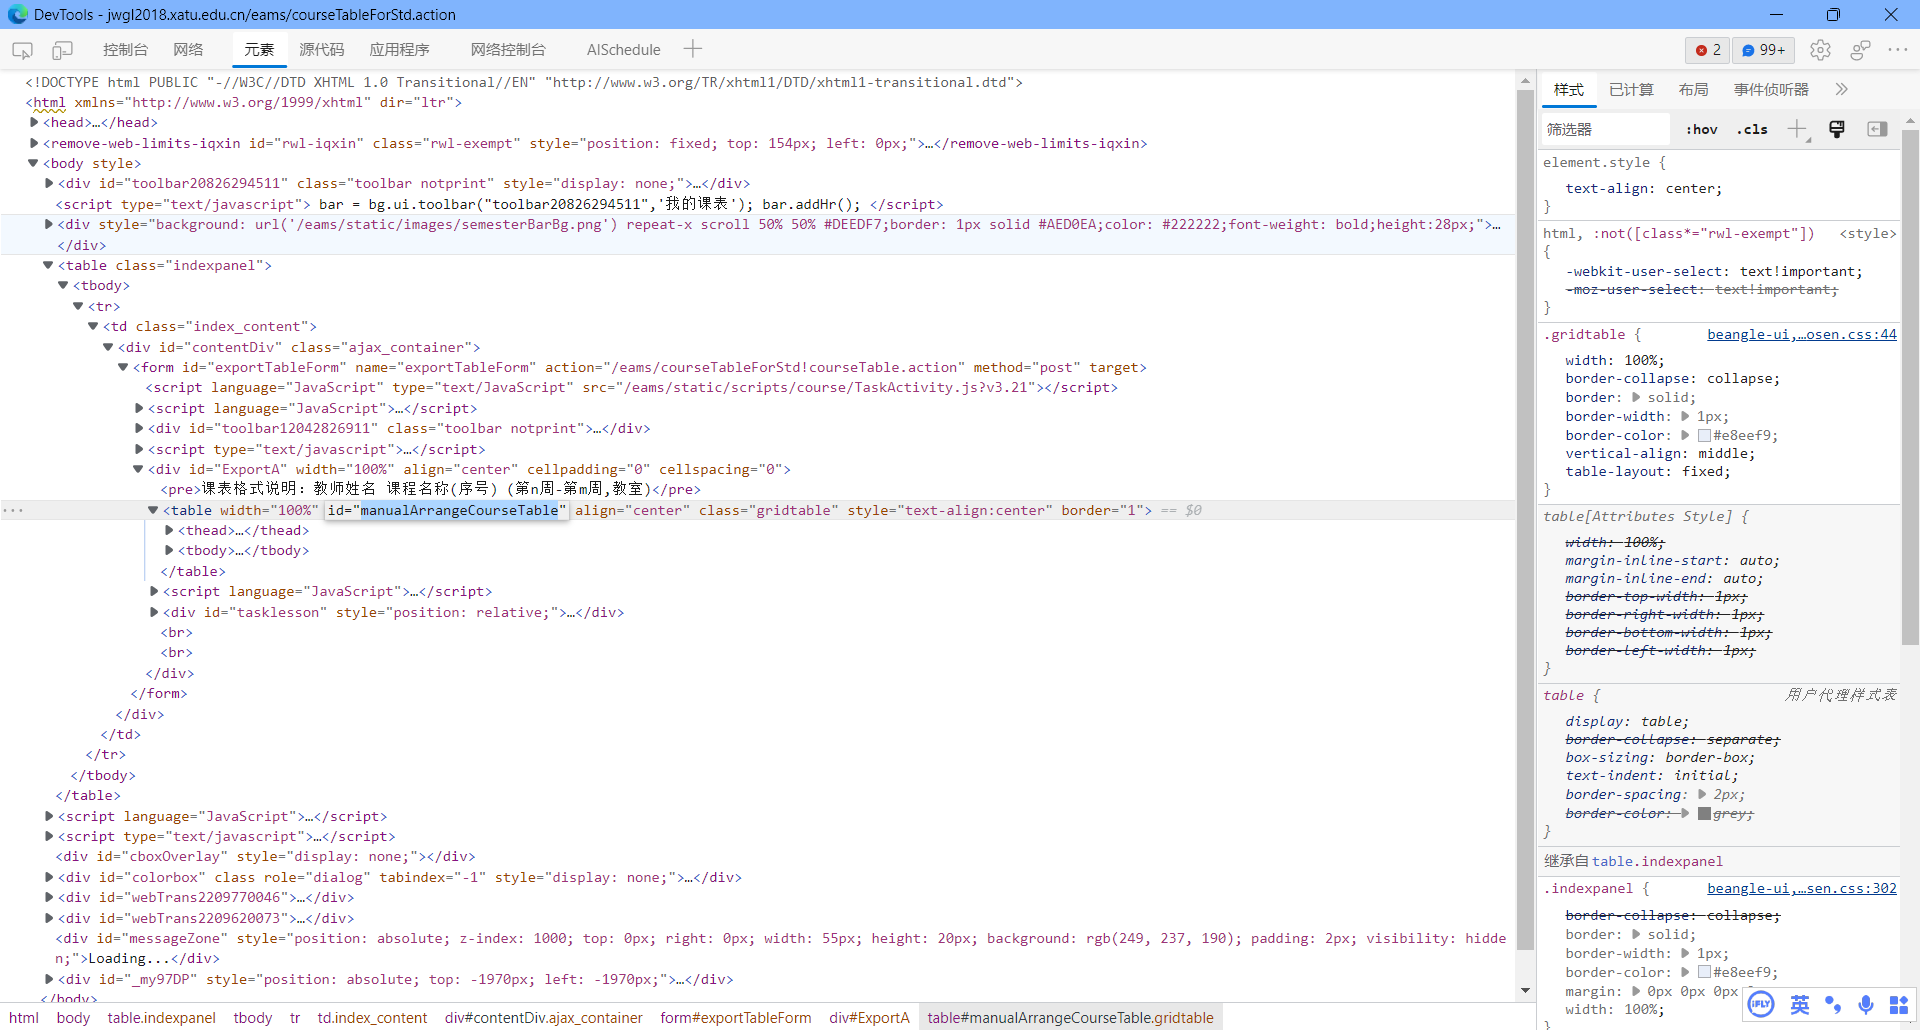 DevTools - jwgl2018.xatu.edu.cn/eams/courseTableForStd.action
控制台 网络 元素 源代码 应用程序 网络控制台 AISchedule
2 99+
<!DOCTYPE html PUBLIC "-//W3C//DTD XHTML 1.0 Transitional//EN" "http://www.w3.org/TR/xhtml1/DTD/xhtml1-transitional.dtd">
<html xmlns="http://www.w3.org/1999/xhtml" dir="ltr">
<head>…</head>
<remove-web-limits-iqxin id="rwl-iqxin" class="rwl-exempt" style="position: fixed; top: 154px; left: 0px;">…</remove-web-limits-iqxin>
<body style>
<div id="toolbar20826294511" class="toolbar notprint" style="display: none;">…</div>
<script type="text/javascript"> bar = bg.ui.toolbar("toolbar20826294511",'我的课表'); bar.addHr(); </script>
<div style="background: url('/eams/static/images/semesterBarBg.png') repeat-x scroll 50% 50% #DEEDF7;border: 1px solid #AED0EA;color: #222222;font-weight: bold;height:28px;">…
</div>
<table class="indexpanel">
<tbody>
<tr>
<td class="index_content">
<div id="contentDiv" class="ajax_container">
<form id="exportTableForm" name="exportTableForm" action="/eams/courseTableForStd!courseTable.action" method="post" target>
<script language="JavaScript" type="text/JavaScript" src="/eams/static/scripts/course/TaskActivity.js?v3.21"></script>
<script language="JavaScript">…</script>
<div id="toolbar12042826911" class="toolbar notprint">…</div>
<script type="text/javascript">…</script>
<div id="ExportA" width="100%" align="center" cellpadding="0" cellspacing="0">
<pre>课表格式说明：教师姓名 课程名称(序号) (第n周-第m周,教室)</pre>
<table width="100%" id="manualArrangeCourseTable" align="center" class="gridtable" style="text-align:center" border="1"> == $0
<thead>…</thead>
<tbody>…</tbody>
</table>
<script language="JavaScript">…</script>
<div id="tasklesson" style="position: relative;">…</div>
<br>
<br>
</div>
</form>
</div>
</td>
</tr>
</tbody>
</table>
<script language="JavaScript">…</script>
<script type="text/javascript">…</script>
<div id="cboxOverlay" style="display: none;"></div>
<div id="colorbox" class role="dialog" tabindex="-1" style="display: none;">…</div>
<div id="webTrans2209770046">…</div>
<div id="webTrans2209620073">…</div>
<div id="messageZone" style="position: absolute; z-index: 1000; top: 0px; right: 0px; width: 55px; height: 20px; background: rgb(249, 237, 190); padding: 2px; visibility: hidde
n;">Loading...</div>
<div id="_my97DP" style="position: absolute; top: -1970px; left: -1970px;">…</div>
</body>
html body table.indexpanel tbody tr td.index_content div#contentDiv.ajax_container form#exportTableForm div#ExportA table#manualArrangeCourseTable.gridtable
样式 已计算 布局 事件侦听器
筛选器 :hov .cls
element.style {
text-align: center;
}
html, :not([class*="rwl-exempt"]) <style>
{
-webkit-user-select: text!important;
-moz-user-select: text!important;
}
.gridtable { beangle-ui,…osen.css:44
width: 100%;
border-collapse: collapse;
border: solid;
border-width: 1px;
border-color: #e8eef9;
vertical-align: middle;
table-layout: fixed;
}
table[Attributes Style] {
width: 100%;
margin-inline-start: auto;
margin-inline-end: auto;
border-top-width: 1px;
border-right-width: 1px;
border-bottom-width: 1px;
border-left-width: 1px;
}
table { 用户代理样式表
display: table;
border-collapse: separate;
box-sizing: border-box;
text-indent: initial;
border-spacing: 2px;
border-color: grey;
}
继承自table.indexpanel
.indexpanel { beangle-ui,…sen.css:302
border-collapse: collapse;
border: solid;
border-width: 1px;
border-color: #e8eef9;
margin: 0px 0px 0px
width: 100%;
}
iFLY 英